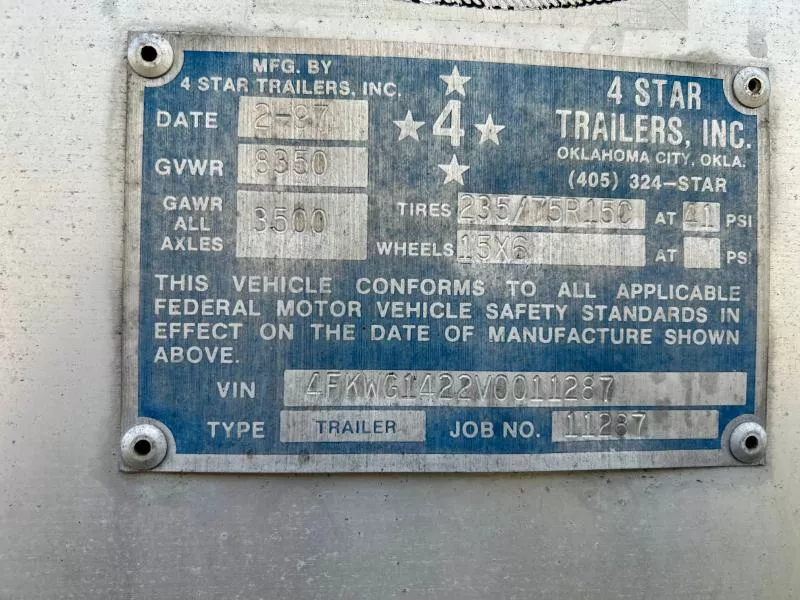 MFG. BY
4 STAR TRAILERS, INC.
DATE 2-97
GVWR 8350
GAWR
ALL
AXLES
3500
4
4 STAR
TRAILERS, INC.
OKLAHOMA CITY, OKLA.
(405) 324-STAR
TIRES 235/75R15C AT 41 PSI
WHEELS 15X6 AT PSI
THIS VEHICLE CONFORMS TO ALL APPLICABLE
FEDERAL MOTOR VEHICLE SAFETY STANDARDS IN
EFFECT ON THE DATE OF MANUFACTURE SHOWN
ABOVE.
VIN 4FKWG1422V0011287
TYPE TRAILER JOB NO. 11287